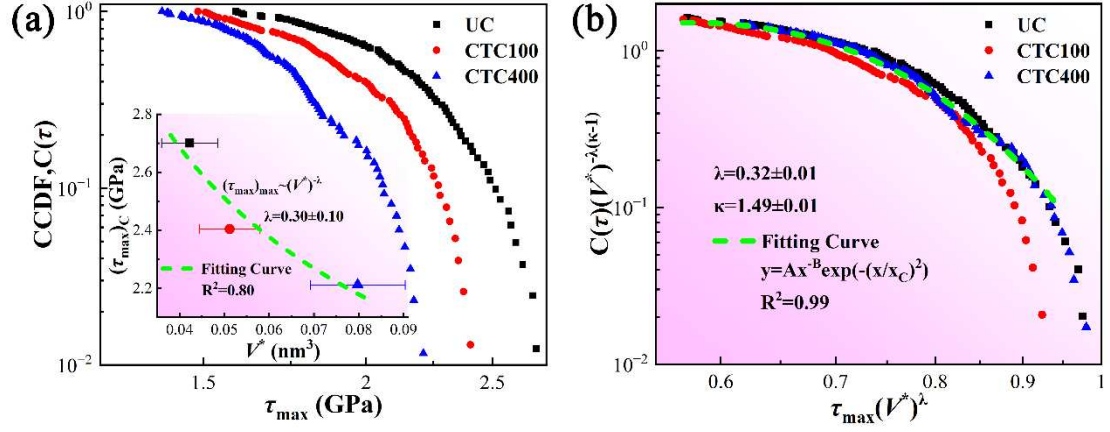 (a)
UC
CTC100
CTC400
CCDF,C(τ)
10⁰
10⁻¹
10⁻²
1.5
2
2.5
τmax (GPa)
(τmax)C (GPa)
2.8
2.6
2.4
2.2
(τmax)max~(V*)^-λ
λ=0.30±0.10
Fitting Curve
R²=0.80
0.04 0.05 0.06 0.07 0.08 0.09
V* (nm³)
(b)
UC
CTC100
CTC400
C(τ)(V*)^-λ(κ-1)
10⁰
10⁻¹
10⁻²
λ=0.32±0.01
κ=1.49±0.01
Fitting Curve
y=Ax^-B exp(-(x/xC)²)
R²=0.99
0.6 0.7 0.8 0.9 1
τmax(V*)^λ